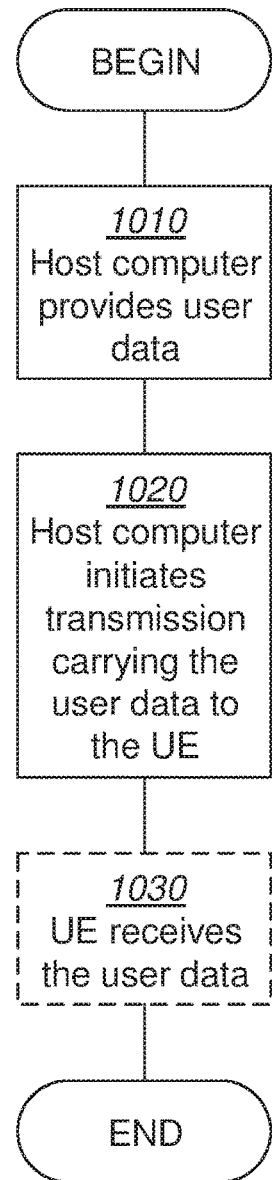 BEGIN
1010
Host computer
provides user
data
1020
Host computer
initiates
transmission
carrying the
user data to
the UE
1030
UE receives
the user data
END